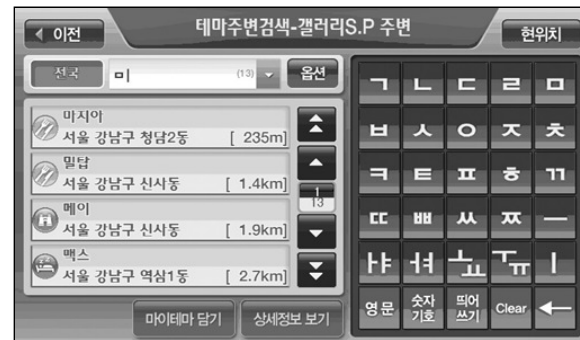 이전
테마주변검색-갤러리S.P 주변
현위치
전국
미
(13)
옵션
마지아
서울 강남구 청담2동 [ 235m]
밀탑
서울 강남구 신사동 [ 1.4km]
메이
서울 강남구 신사동 [ 1.9km]
맥스
서울 강남구 역삼1동 [ 2.7km]
1
13
마이테마 담기
상세정보 보기
ㄱ ㄴ ㄷ ㄹ ㅁ
ㅂ ㅅ ㅇ ㅈ ㅊ
ㅋ ㅌ ㅍ ㅎ ㄲ
ㄸ ㅃ ㅆ ㅉ ㅡ
ㅏㅑ ㅓㅕ ㅗㅛ ㅜㅠ ㅣ
영문 숫자 기호 띄어 쓰기 Clear